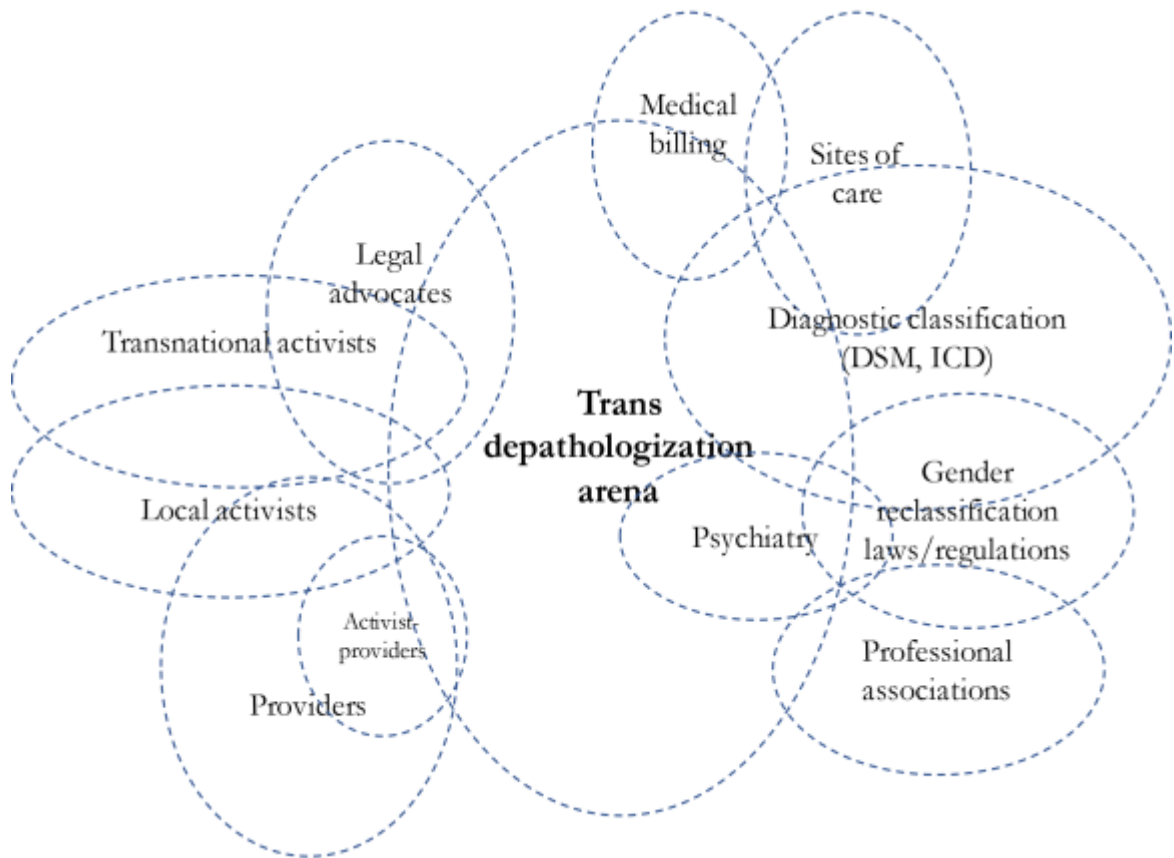 Medical
billing
Sites of
care
Legal
advocates
Transnational activists
Diagnostic classification
(DSM, ICD)
Trans
depathologization
arena
Local activists
Psychiatry
Gender
reclassification
laws/regulations
Activist-
providers
Providers
Professional
associations